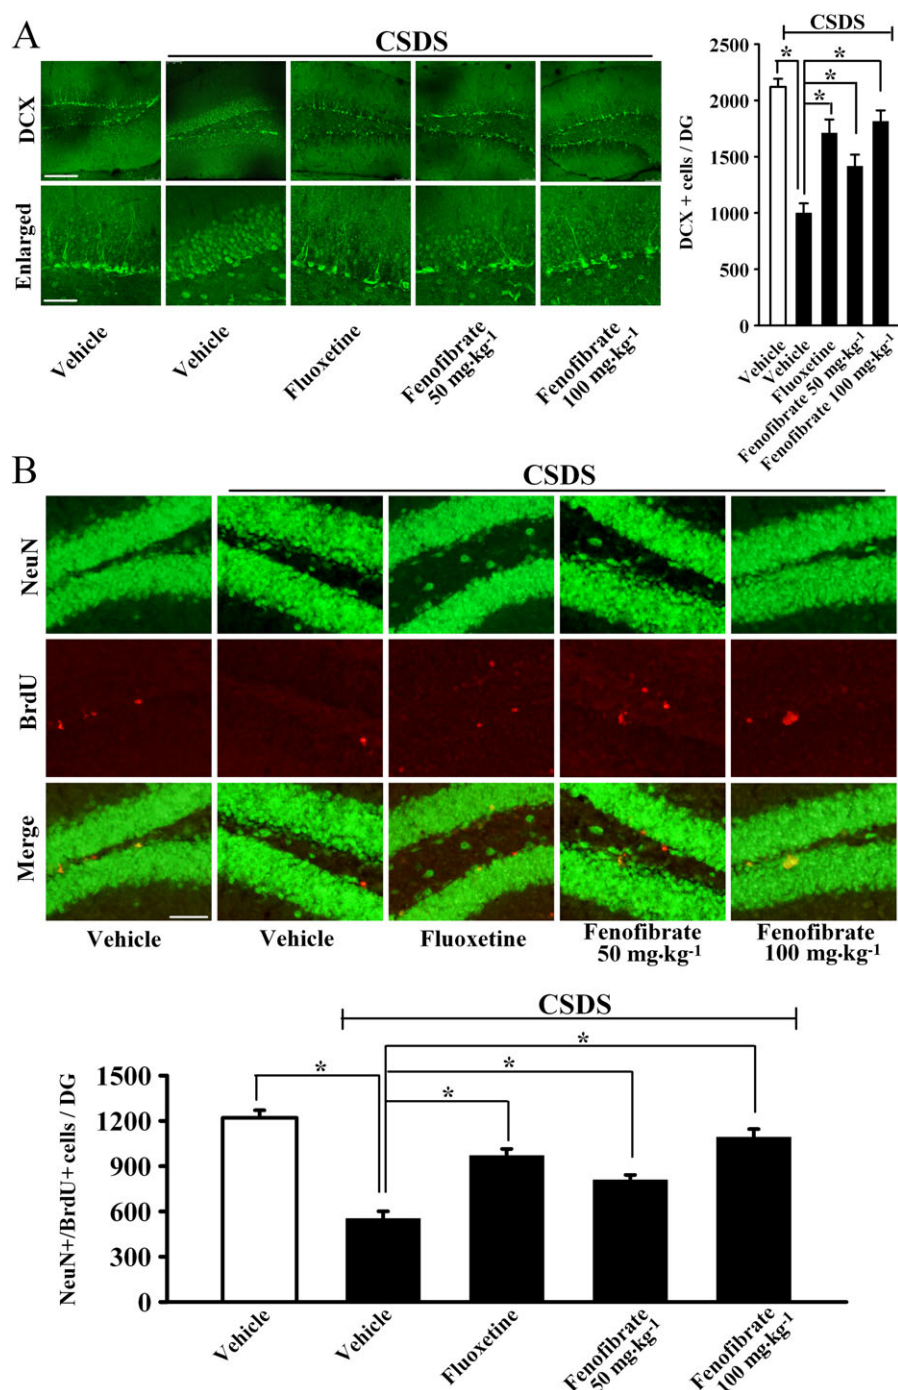 A
CSDS
DCX
Enlarged
Vehicle
Vehicle
Fluoxetine
Fenofibrate
50 mg·kg-1
Fenofibrate
100 mg·kg-1
CSDS
DCX + cells / DG
2500
2000
1500
1000
500
0
*
*
*
*
Vehicle
Vehicle
Fluoxetine
Fenofibrate 50 mg·kg-1
Fenofibrate 100 mg·kg-1
B
CSDS
NeuN
BrdU
Merge
Vehicle
Vehicle
Fluoxetine
Fenofibrate
50 mg·kg-1
Fenofibrate
100 mg·kg-1
CSDS
NeuN+/BrdU+ cells / DG
1500
1200
900
600
300
0
*
*
*
*
Vehicle
Vehicle
Fluoxetine
Fenofibrate
50 mg·kg-1
Fenofibrate
100 mg·kg-1